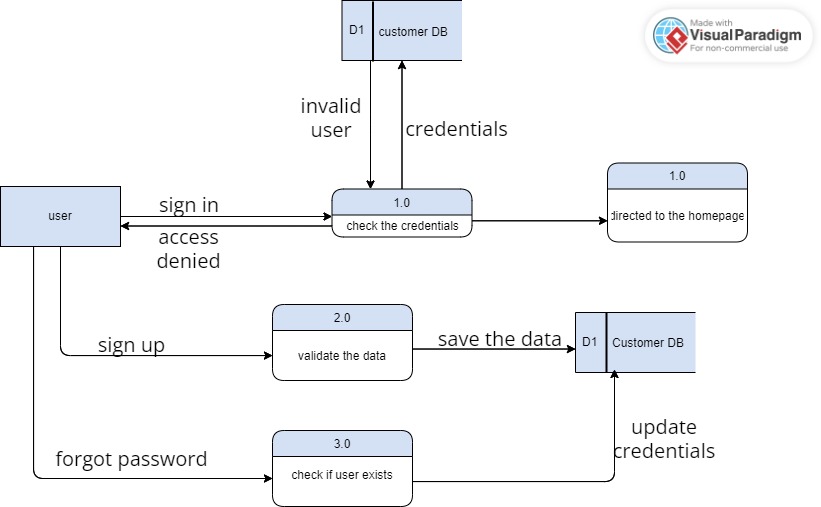 D1
customer DB
Made with
VisualParadigm
For non-commercial use
invalid
user
credentials
user
sign in
access
denied
1.0
check the credentials
1.0
directed to the homepage
sign up
2.0
validate the data
save the data
D1
Customer DB
forgot password
3.0
check if user exists
update
credentials